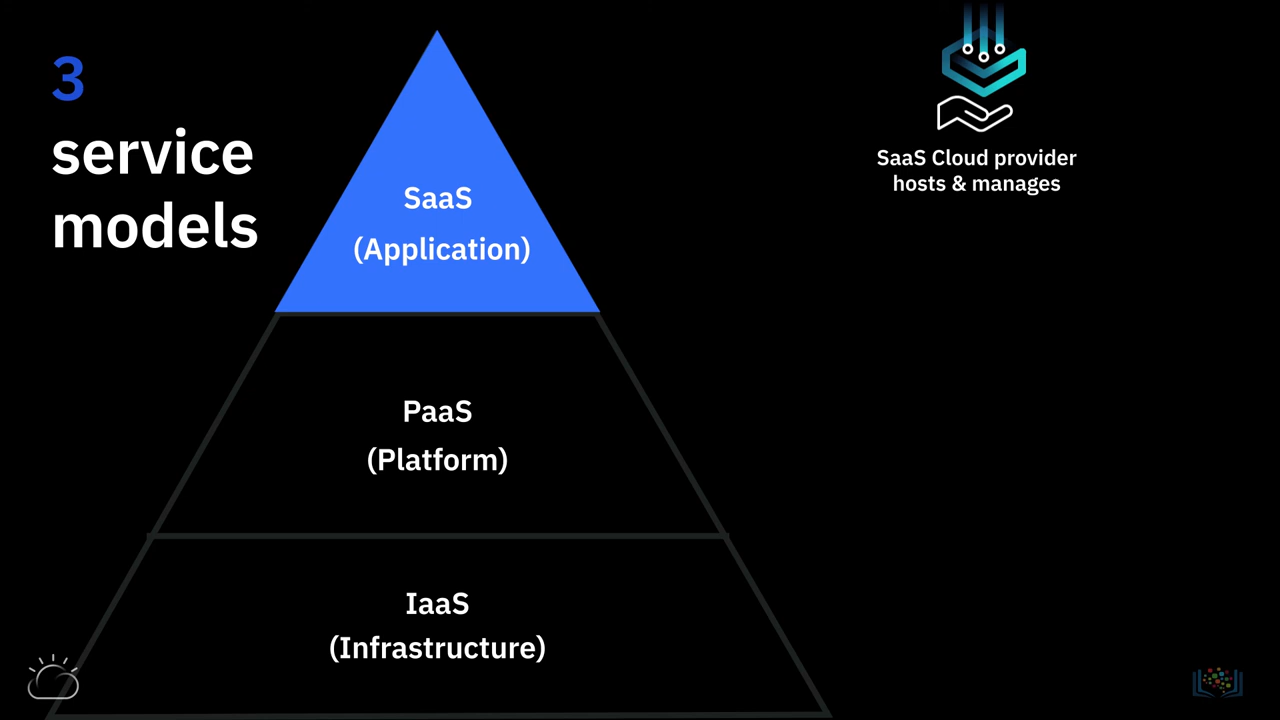 3
service
models
SaaS
(Application)
PaaS
(Platform)
IaaS
(Infrastructure)
SaaS Cloud provider
hosts & manages